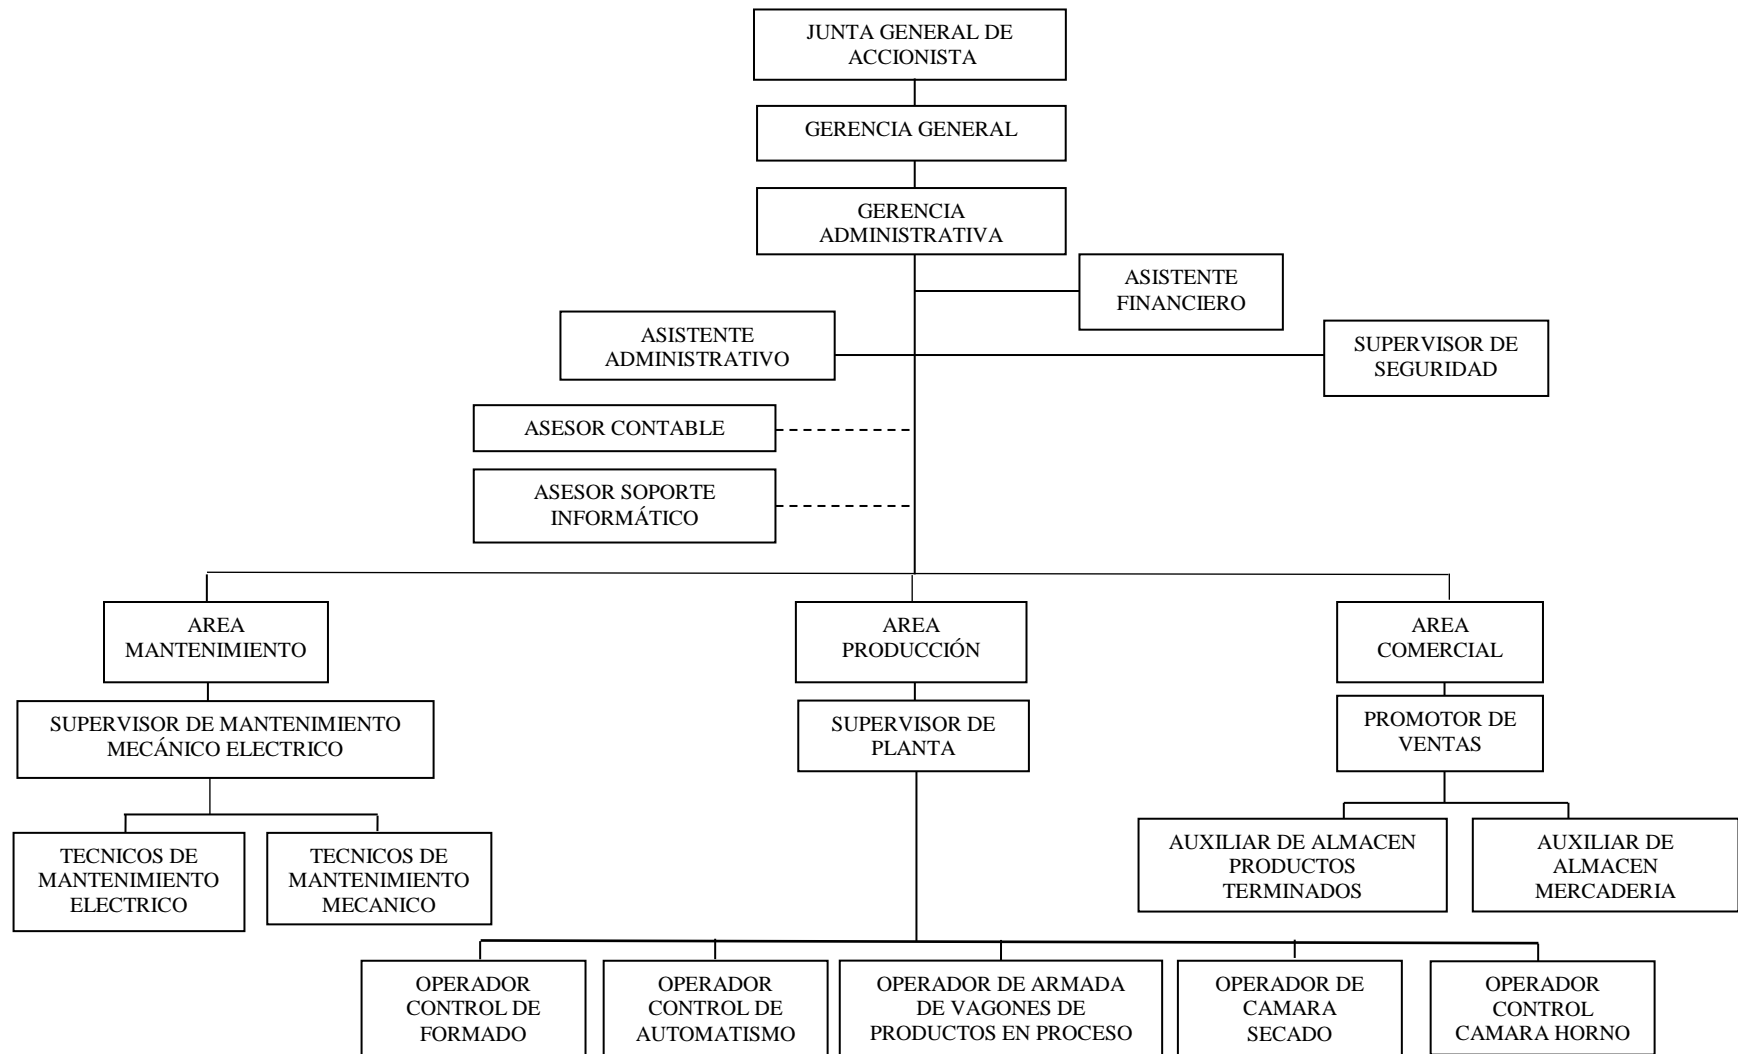 JUNTA GENERAL DE
ACCIONISTA
GERENCIA GENERAL
GERENCIA
ADMINISTRATIVA
ASISTENTE
FINANCIERO
ASISTENTE
ADMINISTRATIVO
SUPERVISOR DE
SEGURIDAD
ASESOR CONTABLE
ASESOR SOPORTE
INFORMÁTICO
AREA
MANTENIMIENTO
AREA
PRODUCCIÓN
AREA
COMERCIAL
SUPERVISOR DE MANTENIMIENTO
MECÁNICO ELECTRICO
SUPERVISOR DE
PLANTA
PROMOTOR DE
VENTAS
TECNICOS DE
MANTENIMIENTO
ELECTRICO
TECNICOS DE
MANTENIMIENTO
MECANICO
AUXILIAR DE ALMACEN
PRODUCTOS
TERMINADOS
AUXILIAR DE
ALMACEN
MERCADERIA
OPERADOR
CONTROL DE
FORMADO
OPERADOR
CONTROL DE
AUTOMATISMO
OPERADOR DE ARMADA
DE VAGONES DE
PRODUCTOS EN PROCESO
OPERADOR DE
CAMARA
SECADO
OPERADOR
CONTROL
CAMARA HORNO